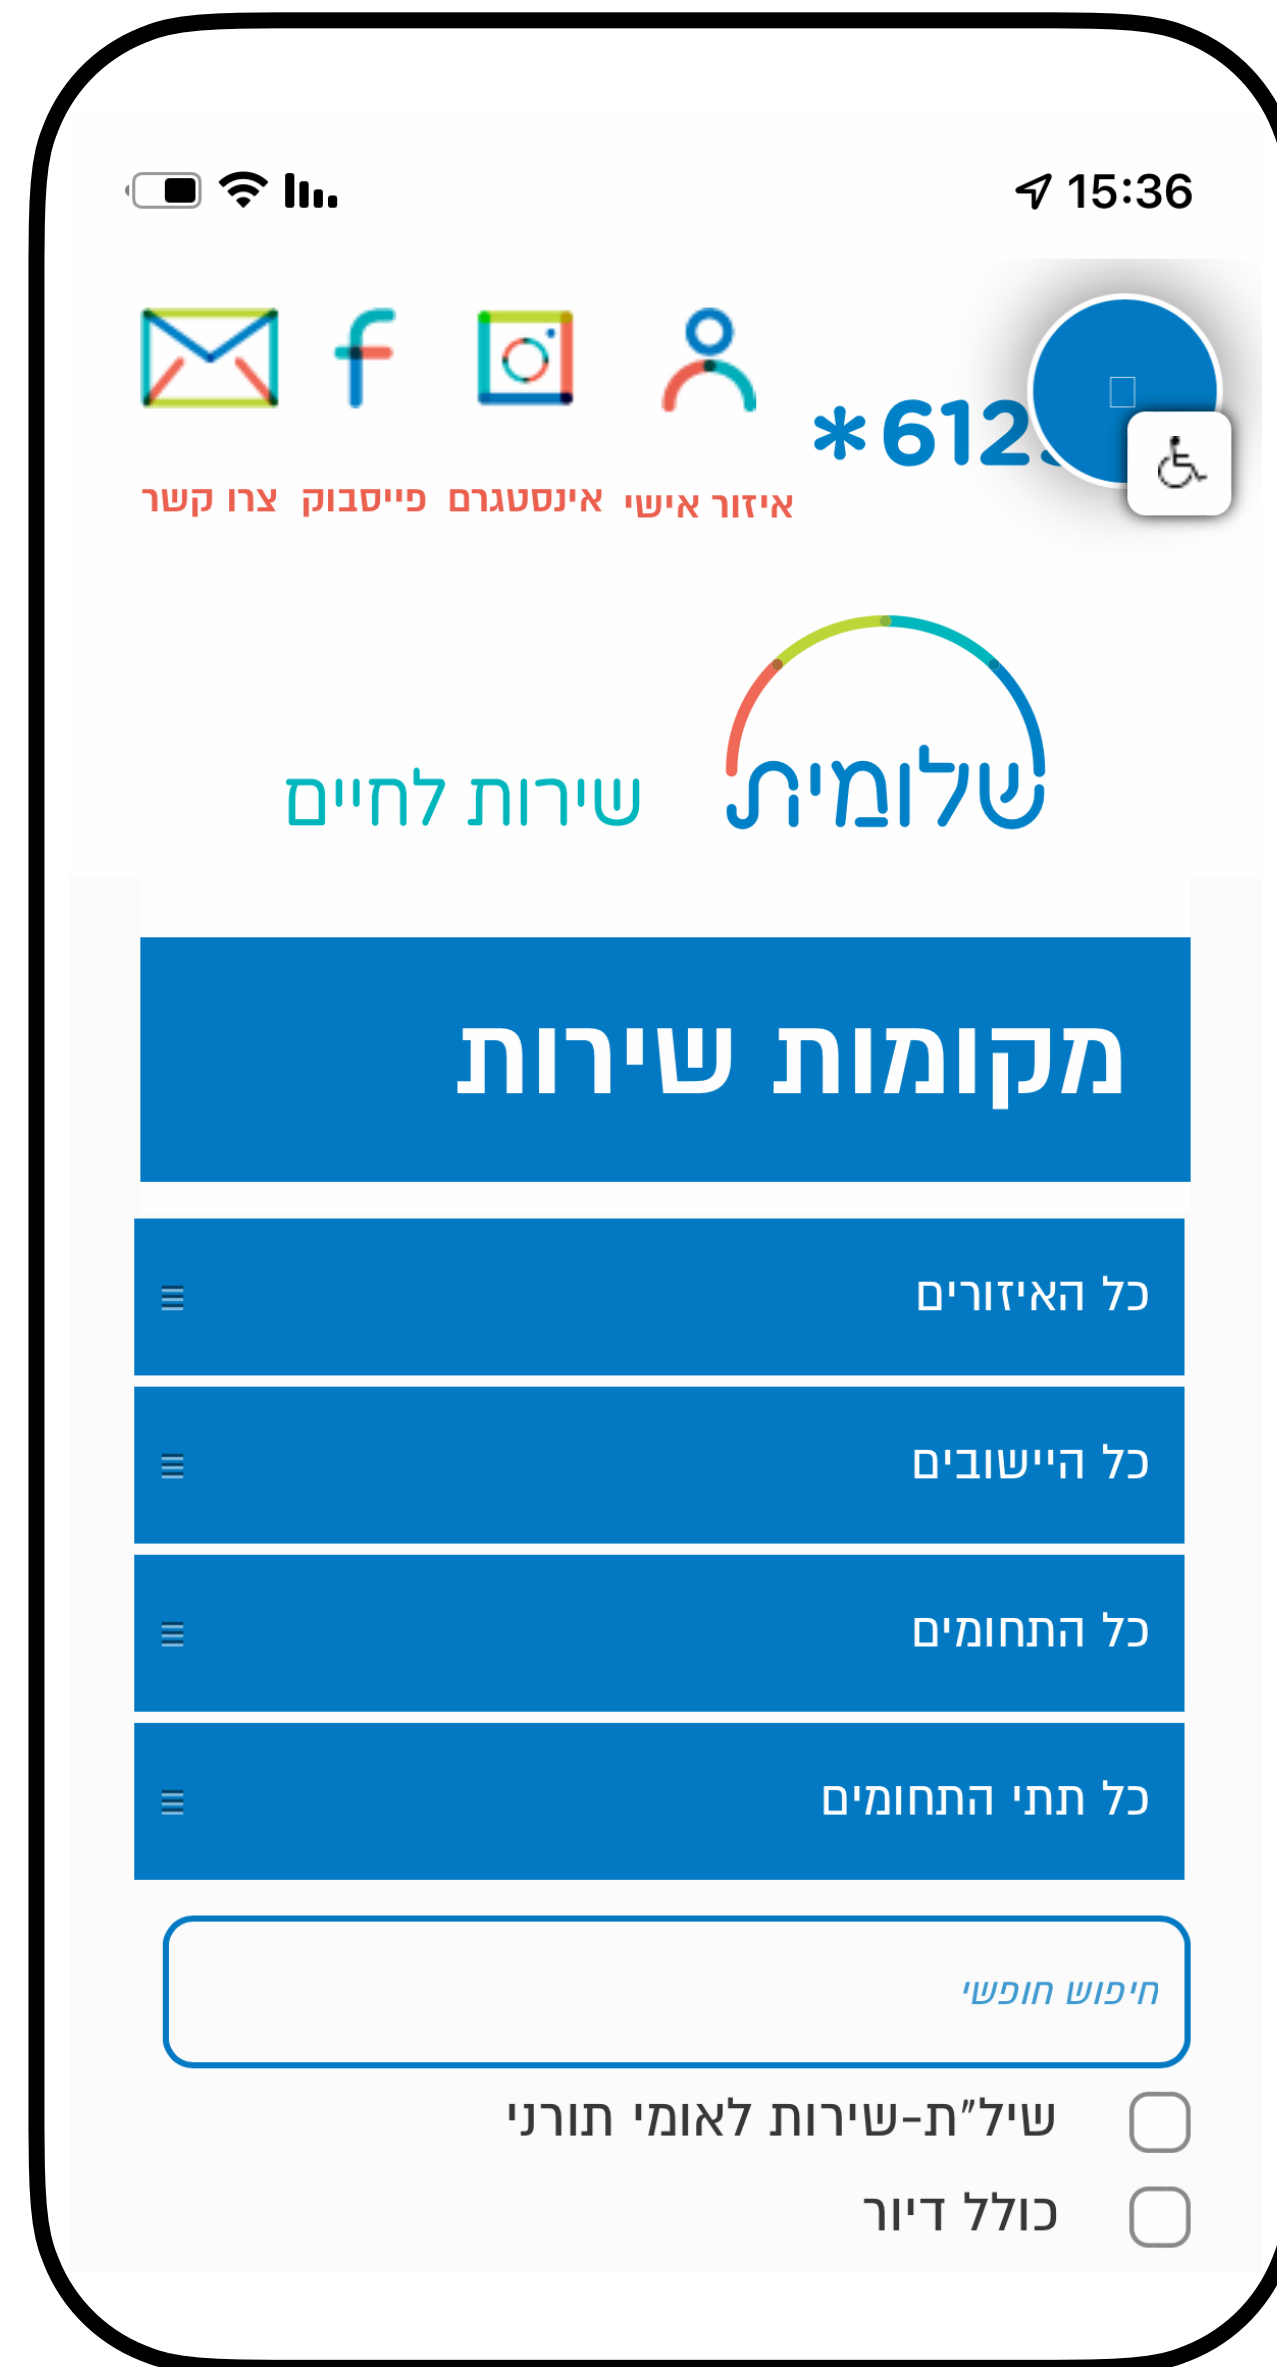 15:36
*612
איזור אישי
אינסטגרם
פייסבוק
צרו קשר
שלומית
שירות לחיים
מקומות שירות
כל האיזורים
כל היישובים
כל התחומים
כל תתי התחומים
חיפוש חופשי
שיל"ת-שירות לאומי תורני
כולל דיור